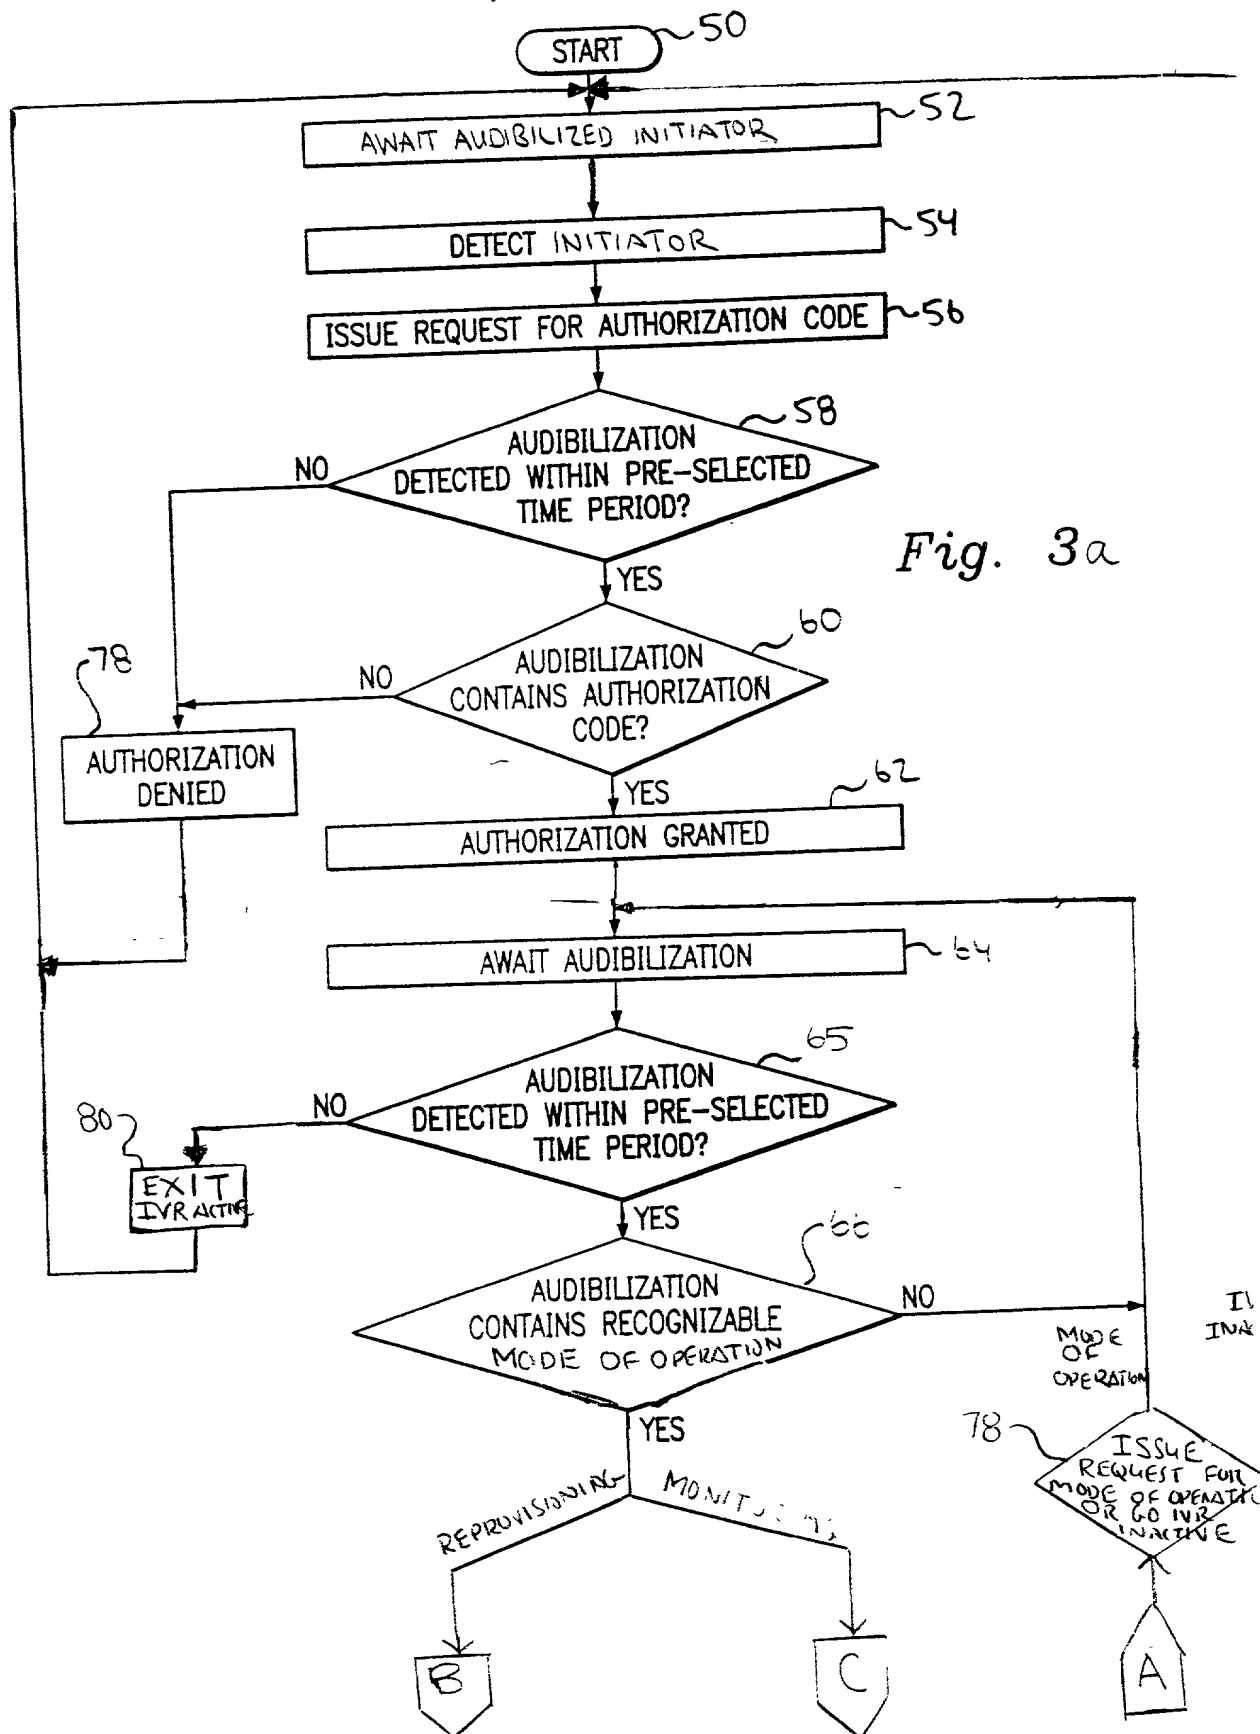 START
50
AWAIT AUDIBILIZED INITIATOR
52
DETECT INITIATOR
54
ISSUE REQUEST FOR AUTHORIZATION CODE
56
58
AUDIBILIZATION
DETECTED WITHIN PRE-SELECTED
TIME PERIOD?
NO
YES
Fig. 3a
60
AUDIBILIZATION
CONTAINS AUTHORIZATION
CODE?
NO
78
AUTHORIZATION
DENIED
YES
62
AUTHORIZATION GRANTED
AWAIT AUDIBILIZATION
64
65
AUDIBILIZATION
DETECTED WITHIN PRE-SELECTED
TIME PERIOD?
NO
80
EXIT
IVR ACTIVE
YES
66
AUDIBILIZATION
CONTAINS RECOGNIZABLE
MODE OF OPERATION
NO
MODE
OF
OPERATION
YES
78
ISSUE
REQUEST FOR
MODE OF
OR GO IVR
INACTIVE
REPROVISIONING
B
C
A